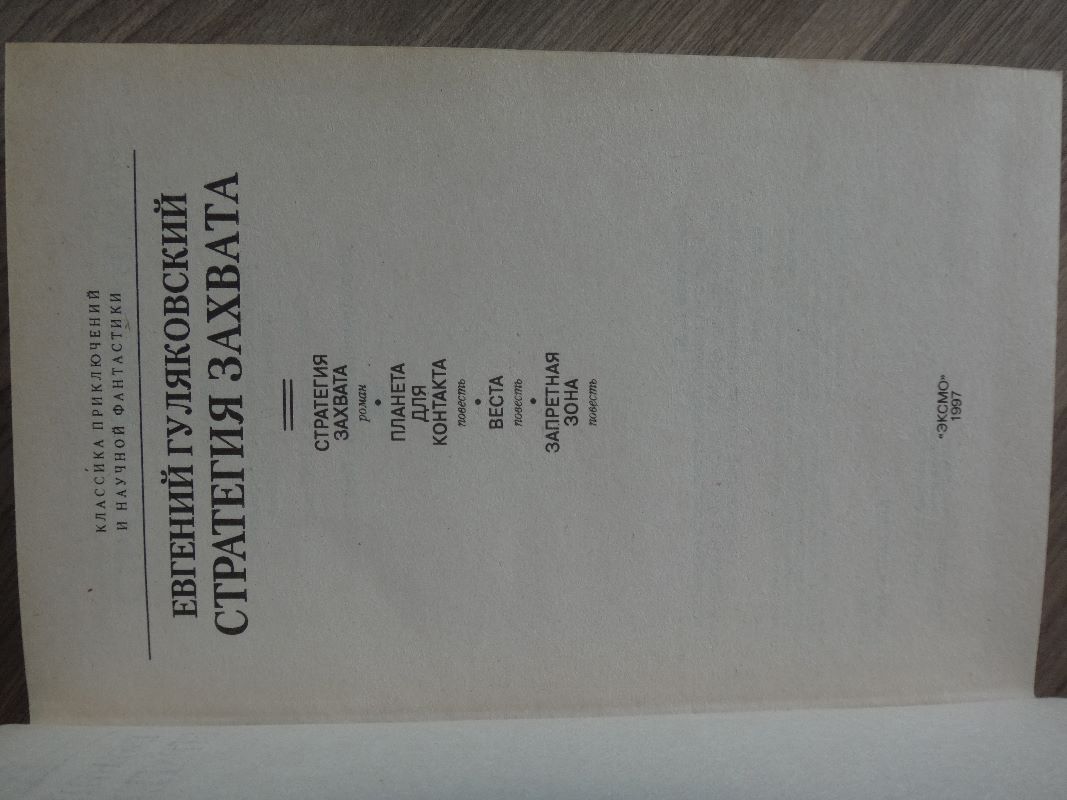 КЛАССИКА ПРИКЛЮЧЕНИЙ
И НАУЧНОЙ ФАНТАСТИКИ
ЕВГЕНИЙ ГУЛЯКОВСКИЙ
СТРАТЕГИЯ ЗАХВАТА
СТРАТЕГИЯ
ЗАХВАТА
роман
•
ПЛАНЕТА
ДЛЯ
КОНТАКТА
повесть
•
ВЕСТА
повесть
•
ЗАПРЕТНАЯ
ЗОНА
повесть
«ЭКСМО»
1997